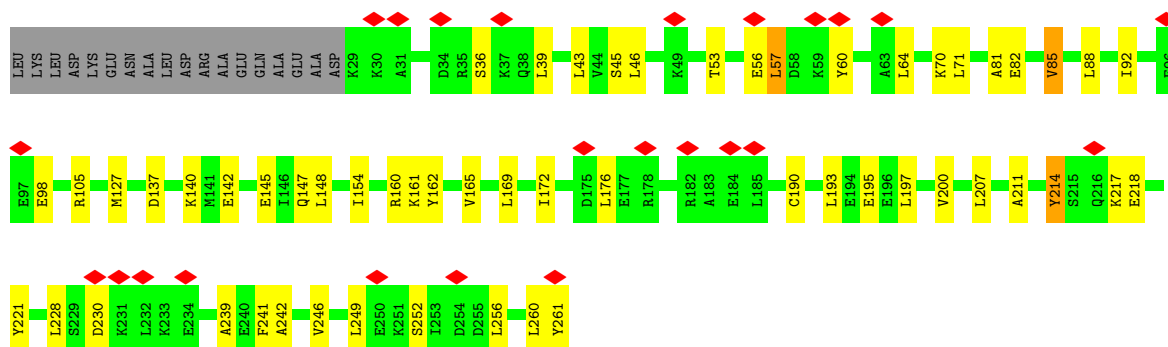 LEU LYS LEU ASP LYS GLU ASN ALA LEU ASP ARG ALA GLU GLN ALA GLU ALA ASP K29 K30 A31 D34 R35 S36 K37 Q38 L39 L43 V44 S45 L46 K49 T53 E56 L57 D58 K59 Y60 A63 L64 K70 L71 A81 E82 V85 L88 I92 E96
E97 E98 R105 M127 D137 K140 M141 E142 E145 I146 Q147 L148 I154 R160 K161 Y162 V165 L169 I172 D175 L176 E177 R178 R182 A183 E184 L185 C190 L193 E194 E195 E196 L197 V200 L207 A211 Y214 S215 Q216 K217 E218
Y221 L228 S229 D230 K231 L232 K233 E234 A239 E240 F241 A242 V246 L249 E250 K251 S252 I253 D254 D255 L256 L260 Y261